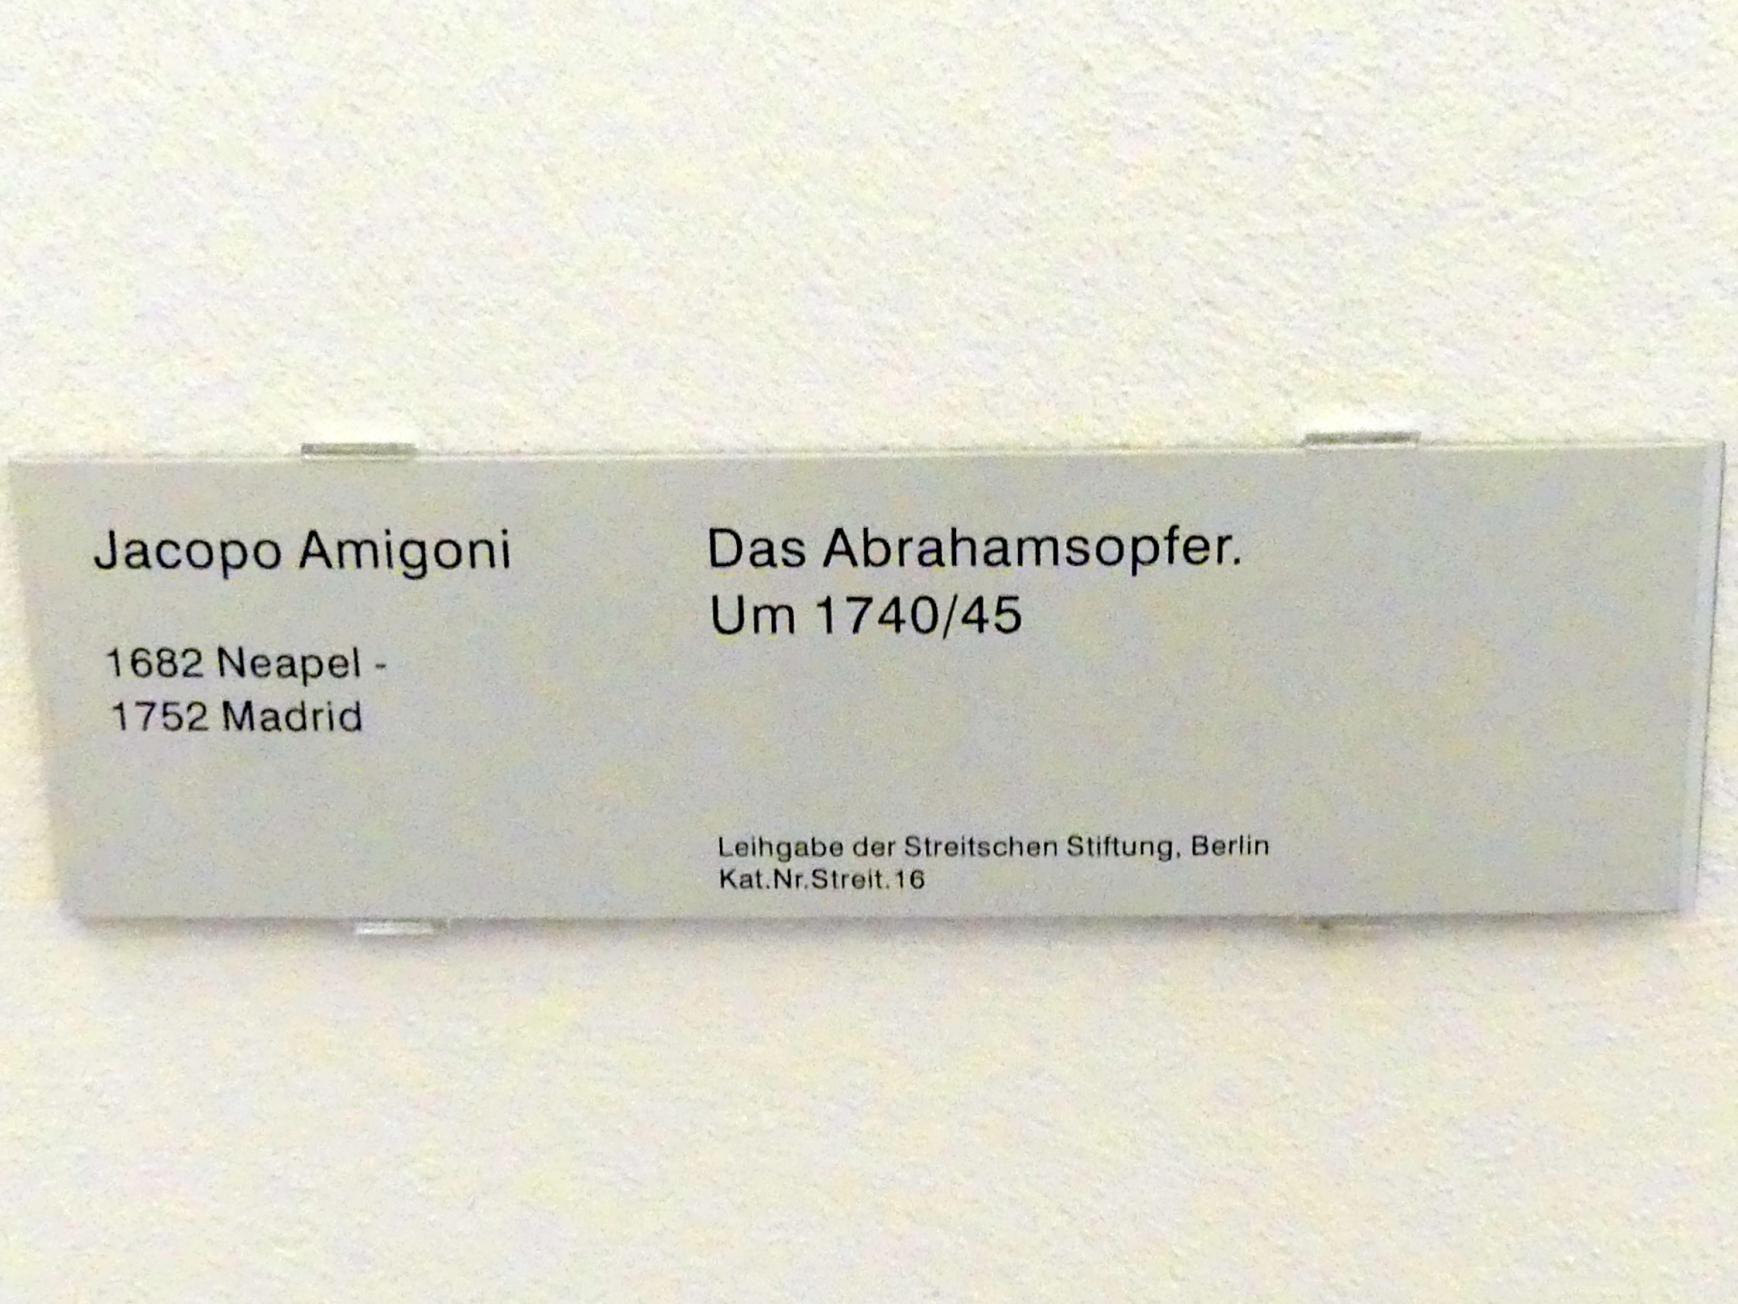 Jacopo Amigoni
1682 Neapel -
1752 Madrid
Das Abrahamsopfer.
Um 1740/45
Leihgabe der Streitschen Stiftung, Berlin
Kat.Nr.Streit.16